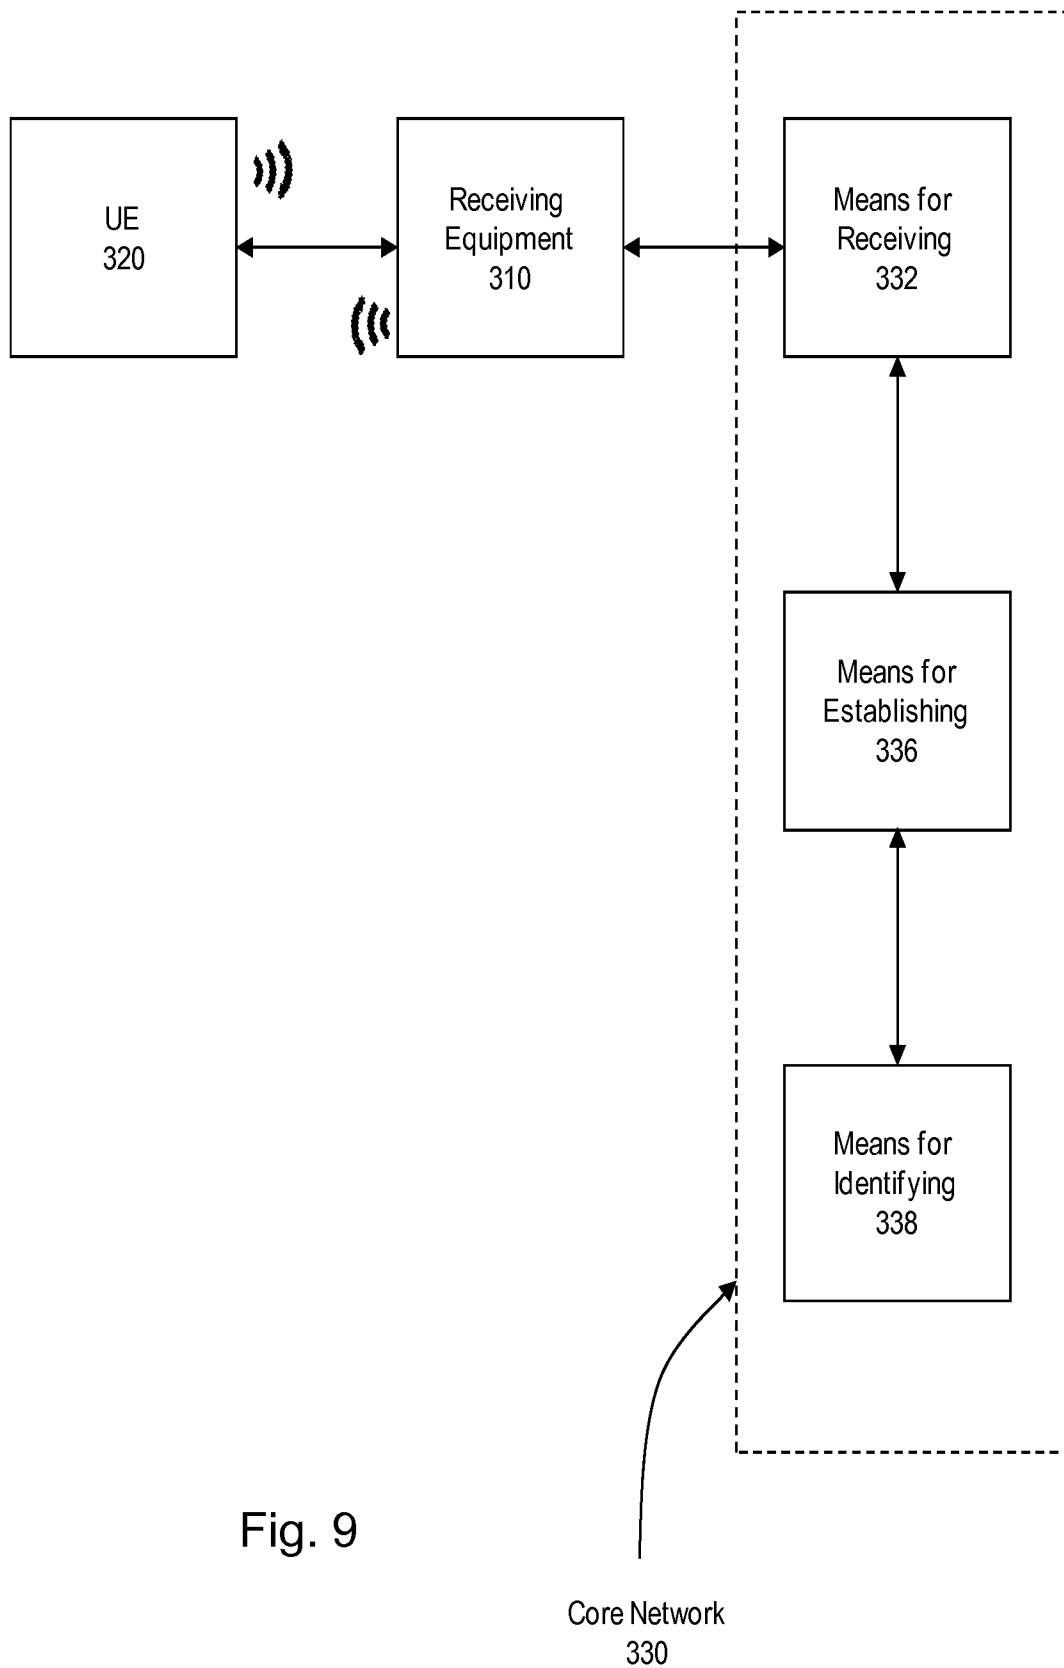 UE
320
Receiving
Equipment
310
Means for
Receiving
332
Means for
Establishing
336
Means for
Identifying
338
Fig. 9
Core Network
330